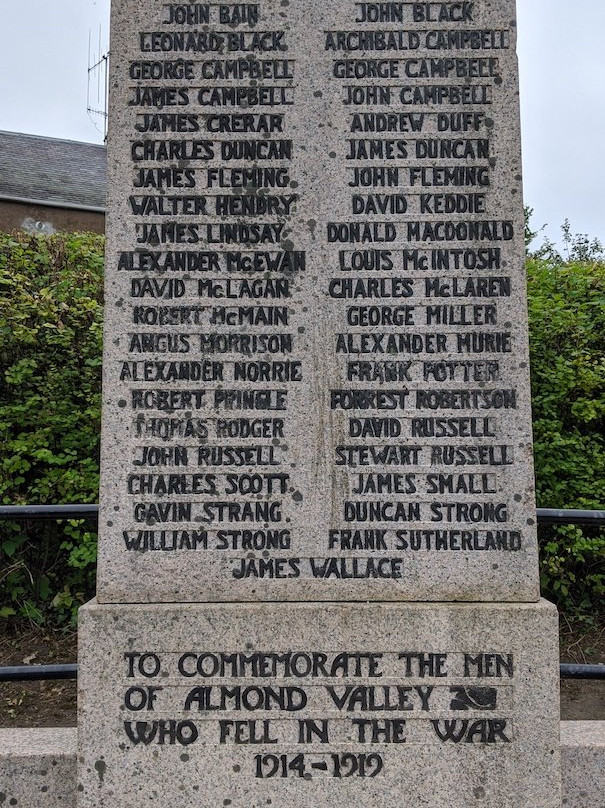 JOHN BAIN JOHN BLACK
LEONARD BLACK ARCHIBALD CAMPBELL
GEORGE CAMPBELL GEORGE CAMPBELL
JAMES CAMPBELL JOHN CAMPBELL
JAMES CRERAR ANDREW DUFF
CHARLES DUNCAN JAMES DUNCAN
JAMES FLEMING JOHN FLEMING
WALTER HENDRY DAVID KEDDIE
JAMES LINDSAY DONALD MACDONALD
ALEXANDER McEWAN LOUIS McINTOSH
DAVID McLAGAN CHARLES McLAREN
ROBERT McMAIN GEORGE MILLER
ANGUS MORRISON ALEXANDER MURIE
ALEXANDER NORRIE FRANK POTTER
ROBERT PRINGLE FORREST ROBERTSON
THOMAS RODGER DAVID RUSSELL
JOHN RUSSELL STEWART RUSSELL
CHARLES SCOTT JAMES SMALL
GAVIN STRANG DUNCAN STRONG
WILLIAM STRONG FRANK SUTHERLAND
JAMES WALLACE
TO COMMEMORATE THE MEN
OF ALMOND VALLEY
WHO FELL IN THE WAR
1914-1919